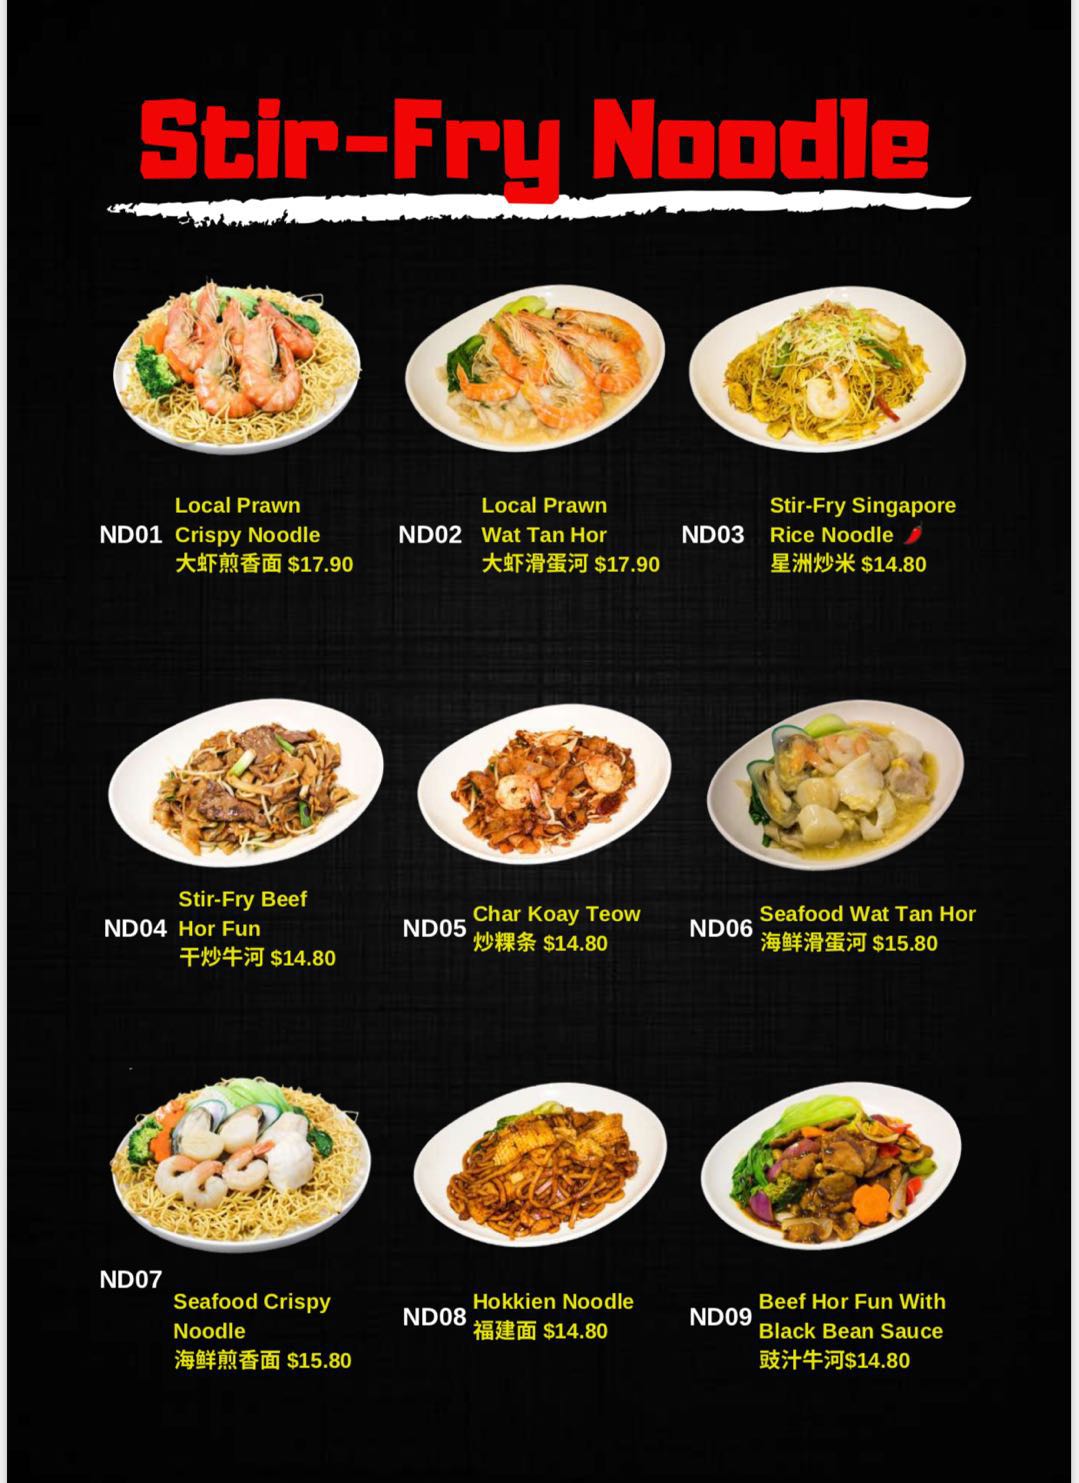 Stir-Fry Noodle
ND01
Local Prawn
Crispy Noodle
大虾煎香面 $17.90
ND02
Local Prawn
Wat Tan Hor
大虾滑蛋河 $17.90
ND03
Stir-Fry Singapore
Rice Noodle 🌶
星洲炒米 $14.80
ND04
Stir-Fry Beef
Hor Fun
干炒牛河 $14.80
ND05
Char Koay Teow
炒粿条 $14.80
ND06
Seafood Wat Tan Hor
海鲜滑蛋河 $15.80
ND07
Seafood Crispy
Noodle
海鲜煎香面 $15.80
ND08
Hokkien Noodle
福建面 $14.80
ND09
Beef Hor Fun With
Black Bean Sauce
豉汁牛河$14.80